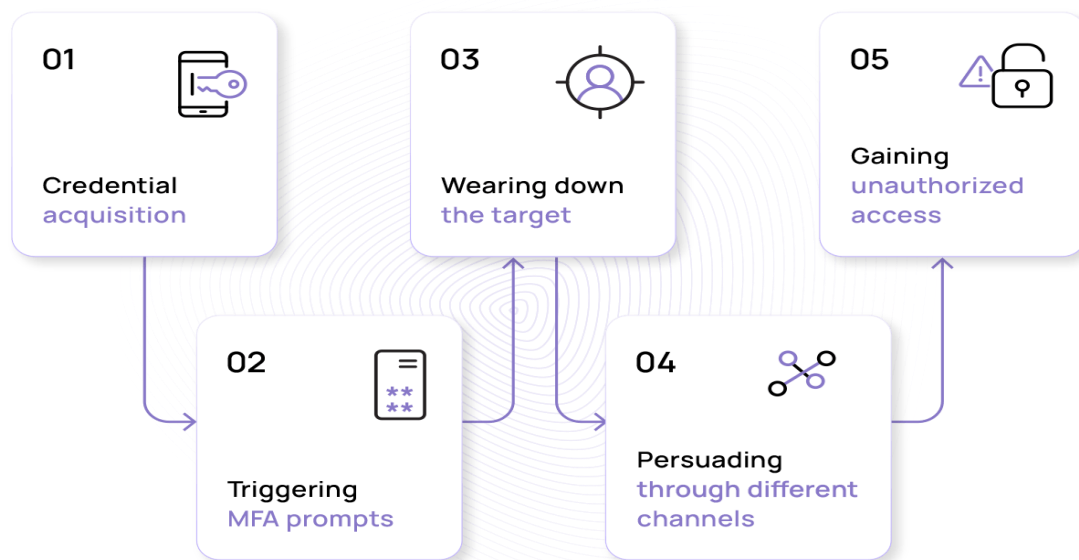 01
Credential
acquisition
02
**
**
Triggering
MFA prompts
03
Wearing down
the target
04
Persuading
through different
channels
05
!
Gaining
unauthorized
access